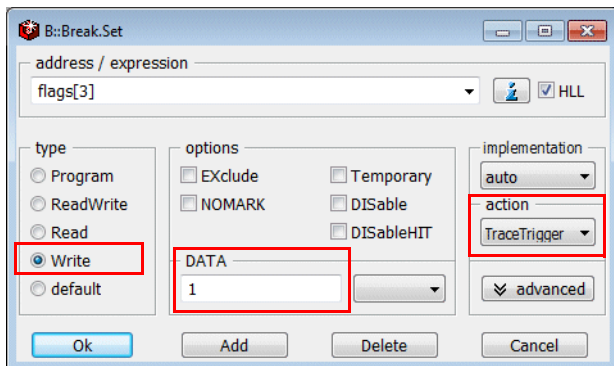 B::Break.Set
address / expression
flags[3]
i HLL
type
options
implementation
Program
EXclude
Temporary
auto
ReadWrite
NOMARK
DISable
action
Read
DISableHIT
TraceTrigger
Write
DATA
default
1
advanced
Ok
Add
Delete
Cancel